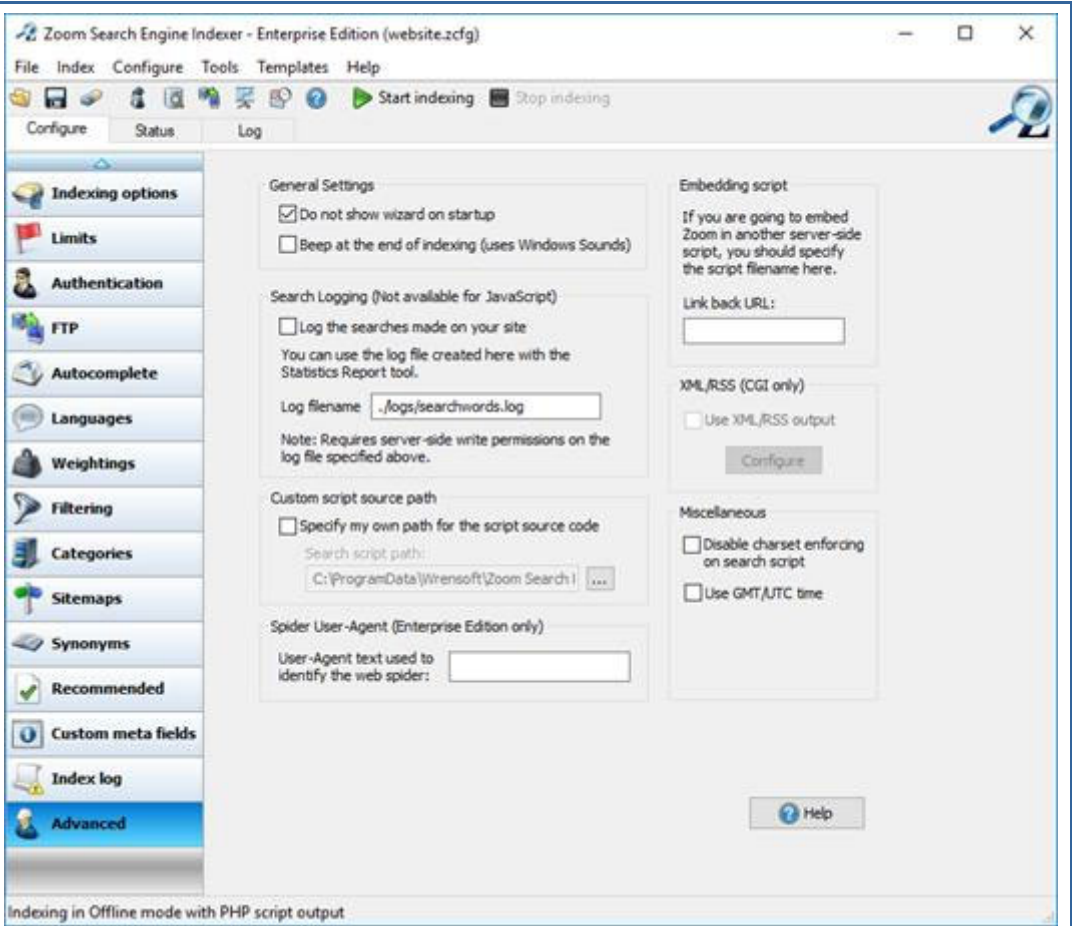 Zoom Search Engine Indexer - Enterprise Edition (website.zcfg)
File Index Configure Tools Templates Help
Start indexing Stop indexing
Configure Status Log
Indexing options
Limits
Authentication
FTP
Autocomplete
Languages
Weightings
Filtering
Categories
Sitemaps
Synonyms
Recommended
Custom meta fields
Index log
Advanced
General Settings
Do not show wizard on startup
Beep at the end of indexing (uses Windows Sounds)
Search Logging (Not available for JavaScript)
Log the searches made on your site
You can use the log file created here with the
Statistics Report tool.
Log filename ./logs/searchwords.log
Note: Requires server-side write permissions on the
log file specified above.
Custom script source path
Specify my own path for the script source code
Search script path:
C:\ProgramData\Wrensoft\Zoom Search I ...
Spider User-Agent (Enterprise Edition only)
User-Agent text used to
identify the web spider:
Embedding script
If you are going to embed
Zoom in another server-side
script, you should specify
the script filename here.
Link back URL:
XML/RSS (CGI only)
Use XML/RSS output
Configure
Miscellaneous
Disable charset enforcing
on search script
Use GMT/UTC time
Help
Indexing in Offline mode with PHP script output